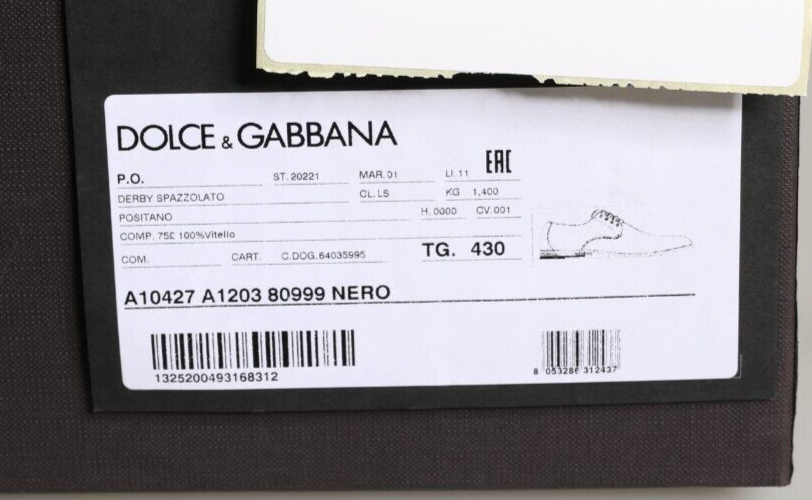 DOLCE & GABBANA
P.O. ST. 20221 MAR. 01 LI. 11 EAC
DERBY SPAZZOLATO CL. LS KG 1,400
POSITANO H. 0000 CV. 001
COMP. 75E 100%Vitello
COM. CART. C.DOG. 64035995 TG. 430
A10427 A1203 80999 NERO
1325200493168312
8 053286 312437